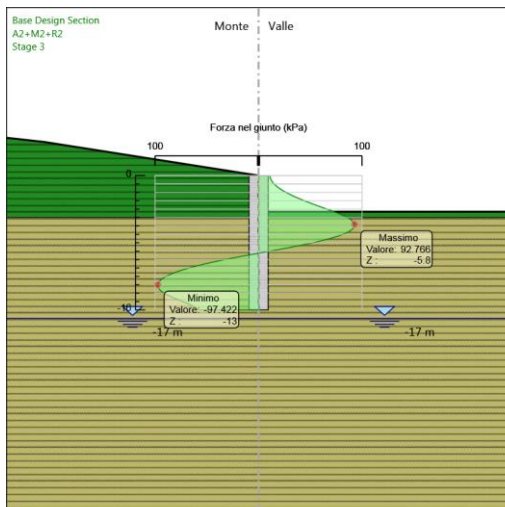 Base Design Section
A2+M2+R2
Stage 3
Monte
Valle
Forza nel giunto (kPa)
100
100
0
Massimo
Valore: 92.766
Z : -5.8
Minimo
Valore: -97.422
Z : -13
-10
-17 m
-17 m